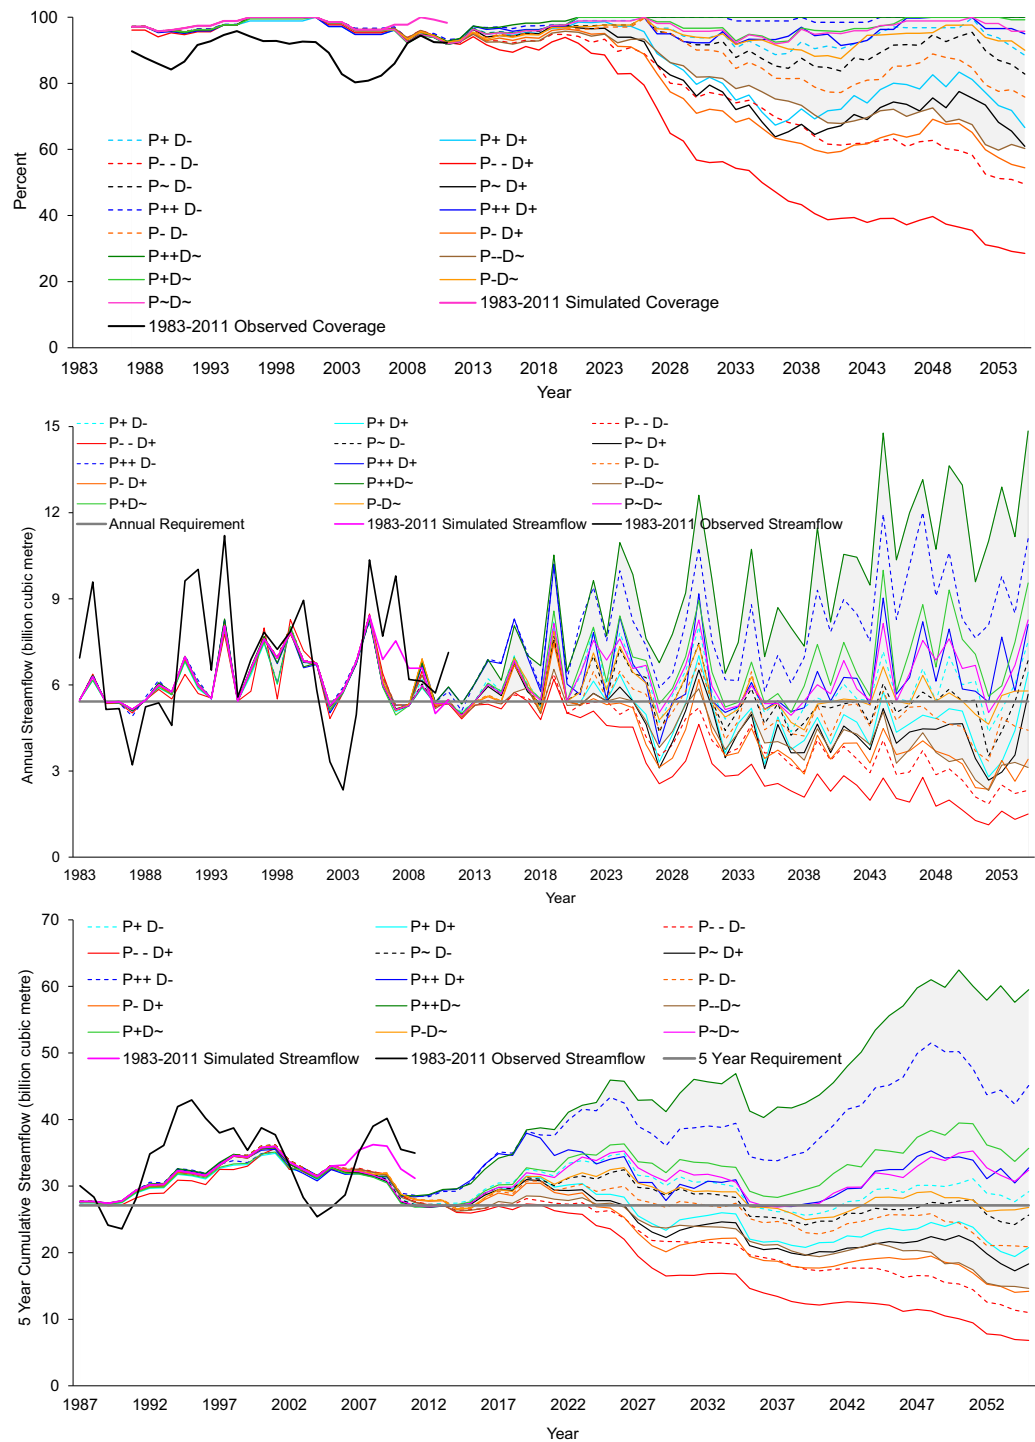 100
80
60
40
20
0
Percent
P+ D-
P+ D+
P- - D-
P- - D+
P~ D-
P~ D+
P++ D-
P++ D+
P- D-
P- D+
P++D~
P--D~
P+D~
P-D~
P~D~
1983-2011 Simulated Coverage
1983-2011 Observed Coverage
1983 1988 1993 1998 2003 2008 2013 2018 2023 2028 2033 2038 2043 2048 2053
Year
15
12
9
6
3
0
Annual Streamflow (billion cubic metre)
P+ D-
P+ D+
P- - D-
P- - D+
P~ D-
P~ D+
P++ D-
P++ D+
P- D-
P- D+
P++D~
P--D~
P+D~
P-D~
P~D~
Annual Requirement
1983-2011 Simulated Streamflow
1983-2011 Observed Streamflow
1983 1988 1993 1998 2003 2008 2013 2018 2023 2028 2033 2038 2043 2048 2053
Year
70
60
50
40
30
20
10
0
5 Year Cumulative Streamflow (billion cubic metre)
P+ D-
P+ D+
P- - D-
P- - D+
P~ D-
P~ D+
P++ D-
P++ D+
P- D-
P- D+
P++D~
P--D~
P+D~
P-D~
P~D~
1983-2011 Simulated Streamflow
1983-2011 Observed Streamflow
5 Year Requirement
1987 1992 1997 2002 2007 2012 2017 2022 2027 2032 2037 2042 2047 2052
Year